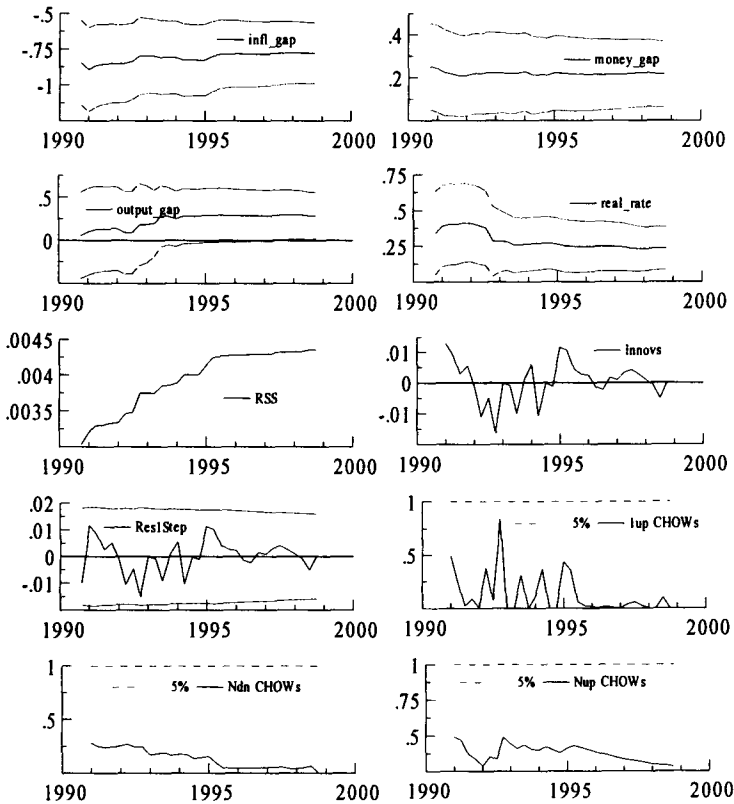 -.5
infl_gap
-.75
-1
1990 1995 2000
.4
money_gap
.2
1990 1995 2000
.5
output_gap
0
1990 1995 2000
.75
real_rate
.5
.25
1990 1995 2000
.0045
.004
RSS
.0035
1990 1995 2000
.01
innovs
0
-.01
1990 1995 2000
.02
Res1Step
.01
0
-.01
1990 1995 2000
1
5% 1up CHOWs
.5
1990 1995 2000
1
5% Ndn CHOWs
.5
1990 1995 2000
1
5% Nup CHOWs
.75
.5
1990 1995 2000